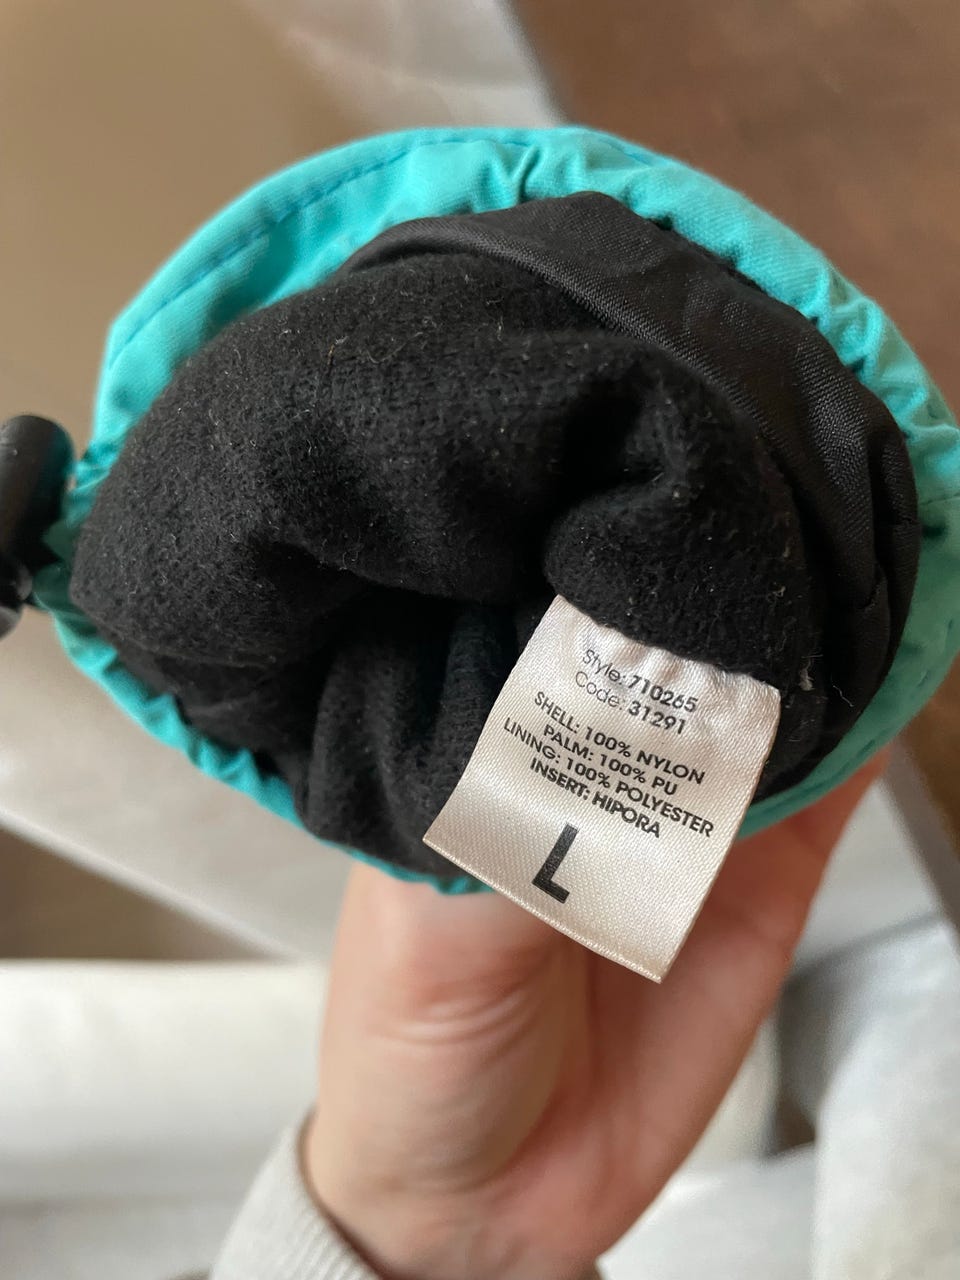 Style: 710265
Code: 31291
SHELL: 100% NYLON
PALM: 100% PU
LINING: 100% POLYESTER
INSERT: HIPORA
L